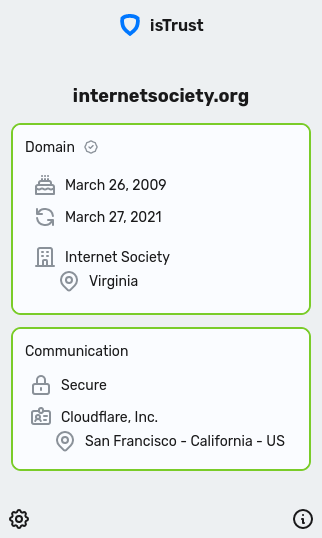 isTrust
internetsociety.org
Domain
March 26, 2009
March 27, 2021
Internet Society
Virginia
Communication
Secure
Cloudflare, Inc.
San Francisco - California - US